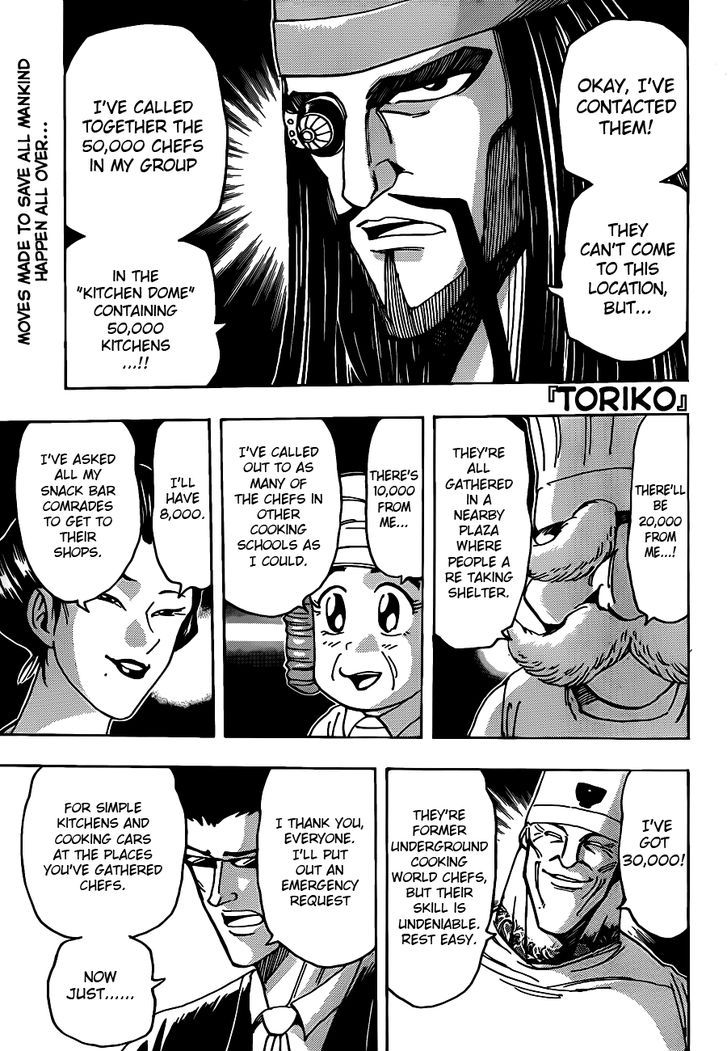 MOVES MADE TO SAVE ALL MANKIND
HAPPEN ALL OVER...
OKAY, I'VE
CONTACTED
THEM!
THEY
CAN'T COME
TO THIS
LOCATION,
BUT...
I'VE CALLED
TOGETHER THE
50,000 CHEFS
IN MY GROUP
IN THE
"KITCHEN DOME"
CONTAINING
50,000
KITCHENS
...!!
『TORIKO』
THERE'LL
BE
20,000
FROM
ME...!
THEY'RE
ALL
GATHERED
IN A
NEARBY
PLAZA
WHERE
PEOPLE A
RE TAKING
SHELTER.
THERE'S
10,000
FROM
ME...
I'VE CALLED
OUT TO AS
MANY OF
THE CHEFS IN
OTHER
COOKING
SCHOOLS AS
I COULD.
I'LL
HAVE
8,000.
I'VE ASKED
ALL MY
SNACK BAR
COMRADES
TO GET TO
THEIR
SHOPS.
I'VE
GOT
30,000!
THEY'RE
FORMER
UNDERGROUND
COOKING
WORLD CHEFS,
BUT THEIR
SKILL IS
UNDENIABLE.
REST EASY.
I THANK YOU,
EVERYONE.
I'LL PUT
OUT AN
EMERGENCY
REQUEST
FOR SIMPLE
KITCHENS AND
COOKING CARS
AT THE PLACES
YOU'VE GATHERED
CHEFS.
NOW
JUST......